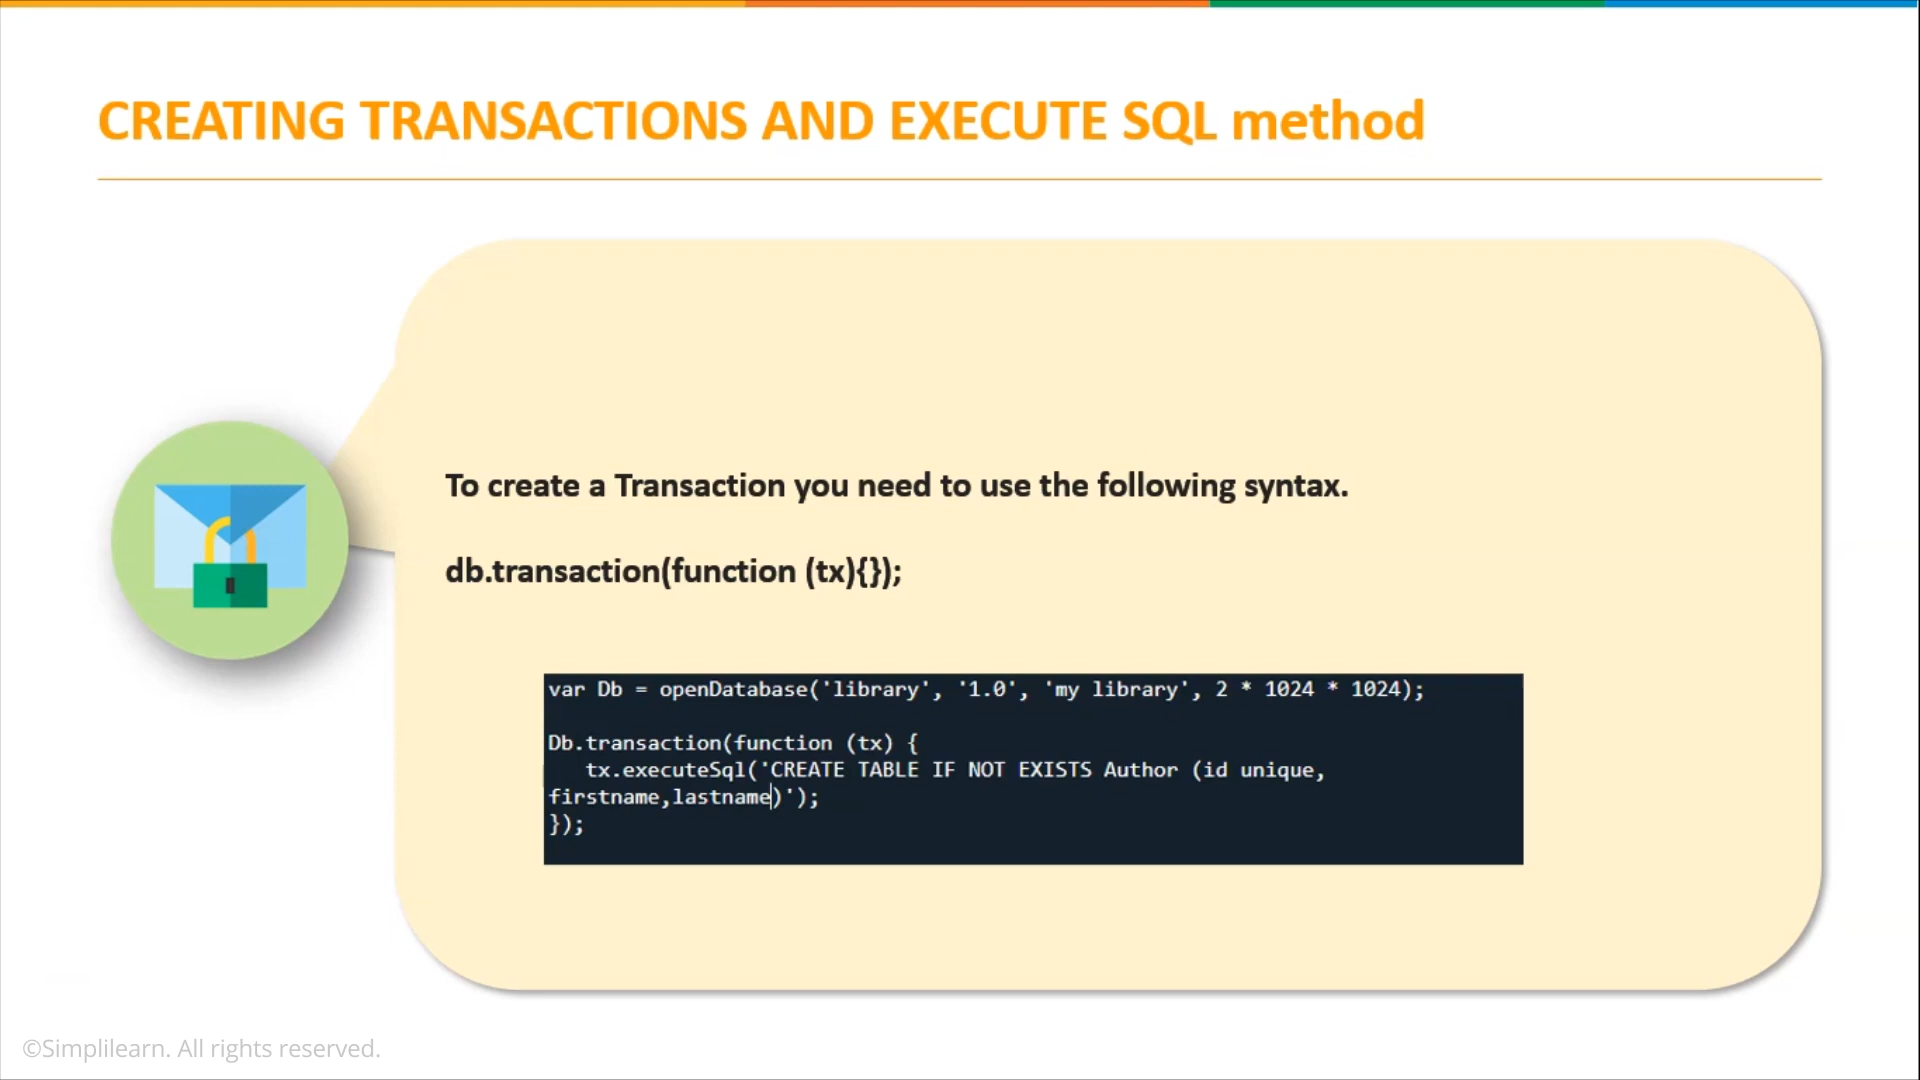 CREATING TRANSACTIONS AND EXECUTE SQL method
To create a Transaction you need to use the following syntax.
db.transaction(function (tx){});
var Db = openDatabase('library', '1.0', 'my library', 2 * 1024 * 1024);
Db.transaction(function (tx) {
   tx.executeSql('CREATE TABLE IF NOT EXISTS Author (id unique,
firstname,lastname)');
});
©Simplilearn. All rights reserved.